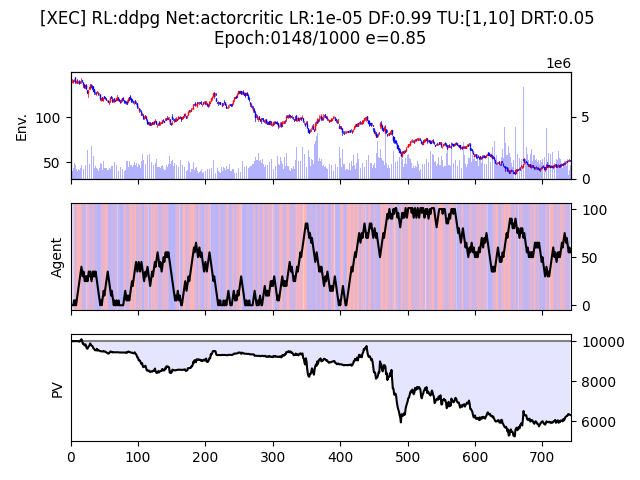 [XEC] RL:ddpg Net:actorcritic LR:1e-05 DF:0.99 TU:[1,10] DRT:0.05
Epoch:0148/1000 e=0.85
1e6
Env.
100
50
5
0
Agent
100
50
0
PV
10000
8000
6000
0 100 200 300 400 500 600 700